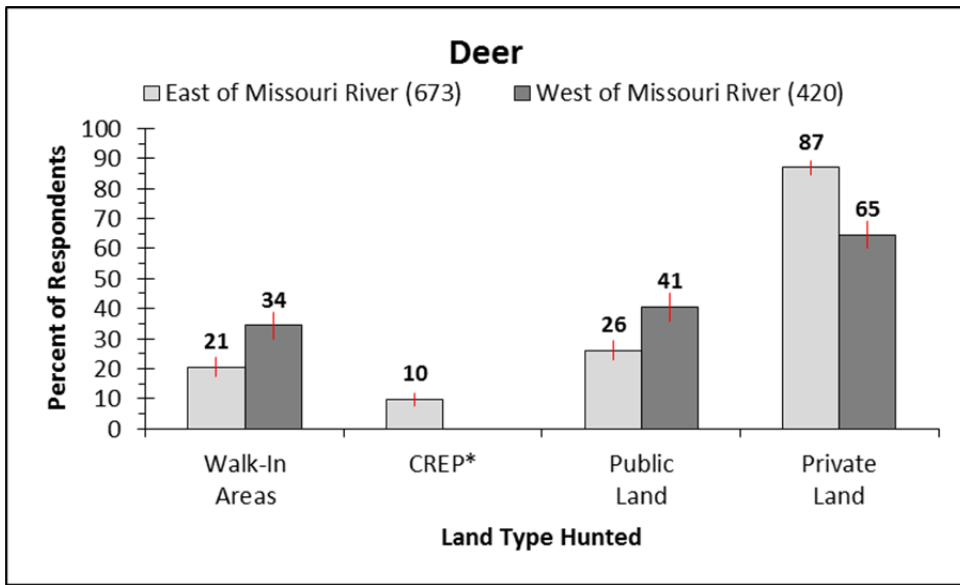 Deer
East of Missouri River (673) West of Missouri River (420)
Percent of Respondents
100
90
80
70
60
50
40
30
20
10
0
21
34
10
26
41
87
65
Walk-In
Areas
CREP*
Public
Land
Private
Land
Land Type Hunted